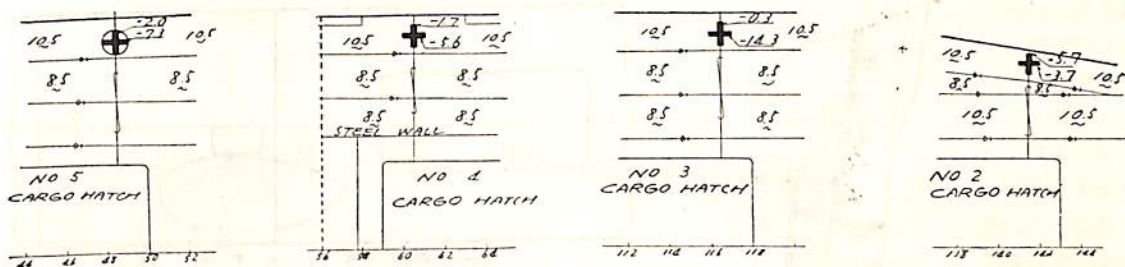 -2.0
-7.3
10.5 10.5
8.5 8.5
NO 5
CARGO HATCH
46 48 50 52
-1.7
-5.6
10.5 10.5
8.5 8.5
8.5 8.5
STEEL WALL
NO 4
CARGO HATCH
56 58 60 62 64
-0.3
-14.3
10.5 10.5
8.5 8.5
8.5 8.5
NO 3
CARGO HATCH
112 114 116 118
-5.7
-3.7
10.5 10.5
8.5 8.5
10.5 10.5
NO 2
CARGO HATCH
138 140 142 144